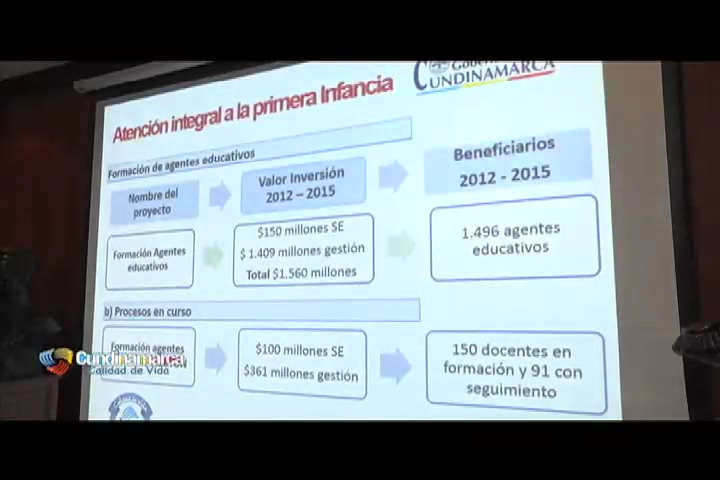 CUNDINAMARCA
Atención integral a la primera Infancia
Formación de agentes educativos
Nombre del
proyecto
Valor Inversión
2012 – 2015
Beneficiarios
2012 - 2015
Formación Agentes
educativos
$150 millones SE
$ 1.409 millones gestión
Total $1.560 millones
1.496 agentes
educativos
b) Procesos en curso
Formación agentes
$100 millones SE
$361 millones gestión
150 docentes en
formación y 91 con
seguimiento
Cundinamarca
Calidad de Vida